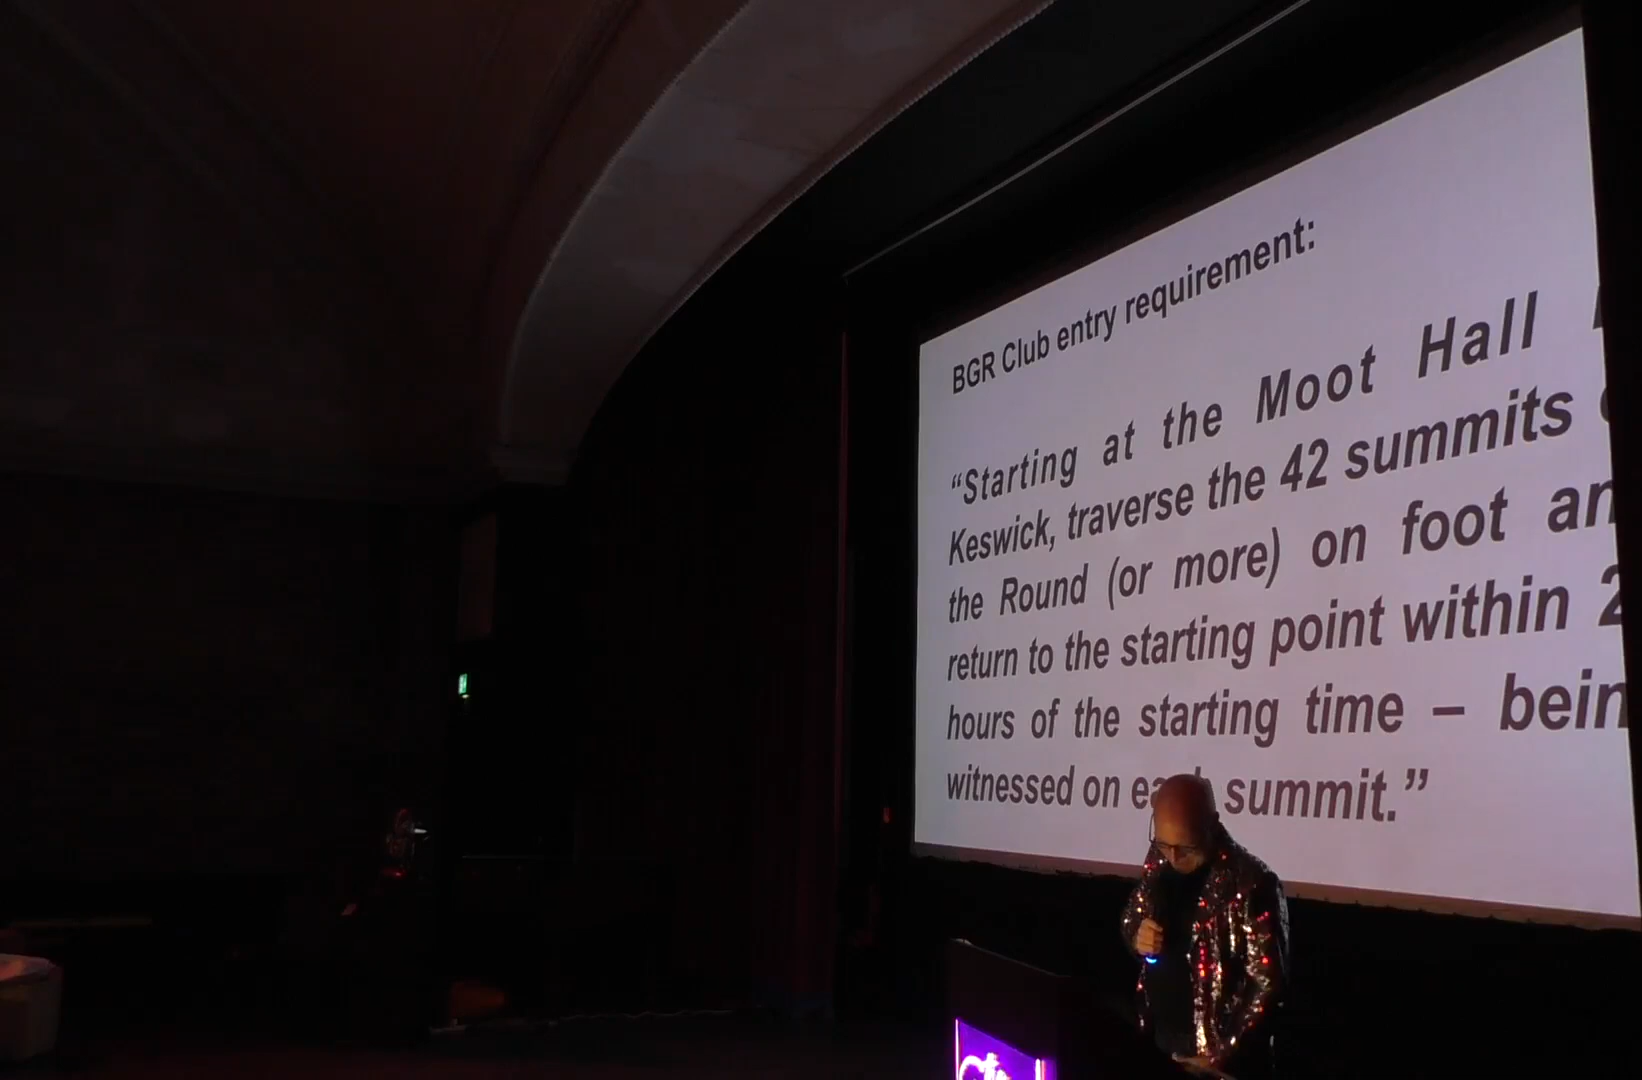 BGR Club entry requirement:
“Starting at the Moot Hall
Keswick, traverse the 42 summits
the Round (or more) on foot an
return to the starting point within 2
hours of the starting time – bein
witnessed on each summit.”